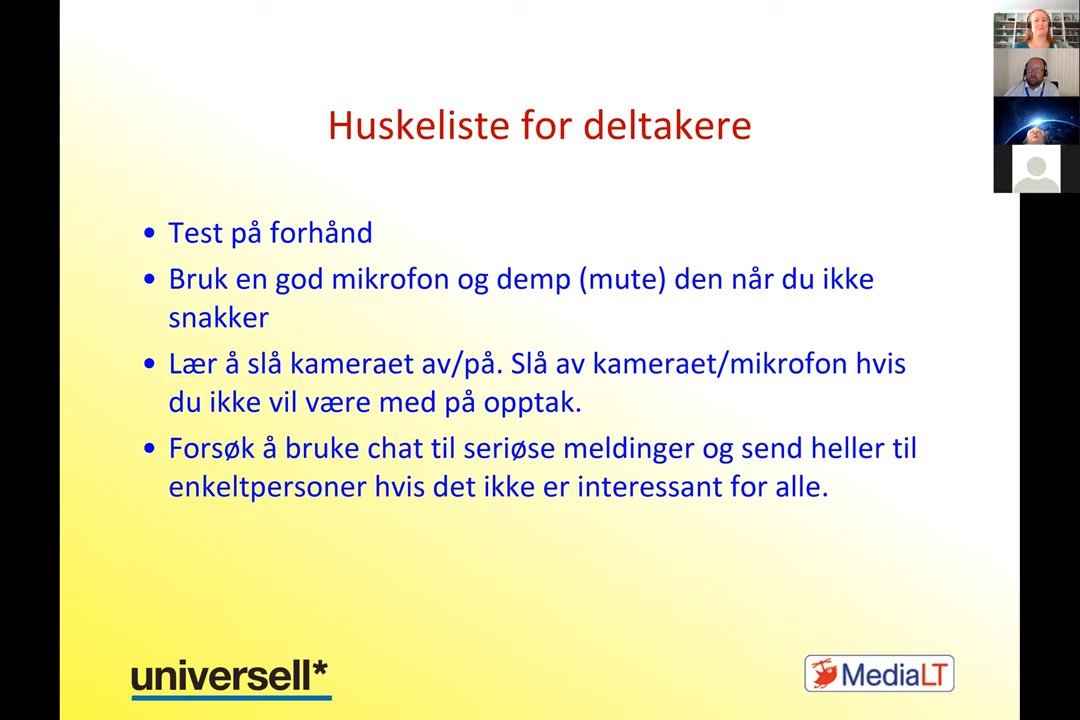 Huskeliste for deltakere
• Test på forhånd
• Bruk en god mikrofon og demp (mute) den når du ikke
snakker
• Lær å slå kameraet av/på. Slå av kameraet/mikrofon hvis
du ikke vil være med på opptak.
• Forsøk å bruke chat til seriøse meldinger og send heller til
enkeltpersoner hvis det ikke er interessant for alle.
universell*
MediaLT